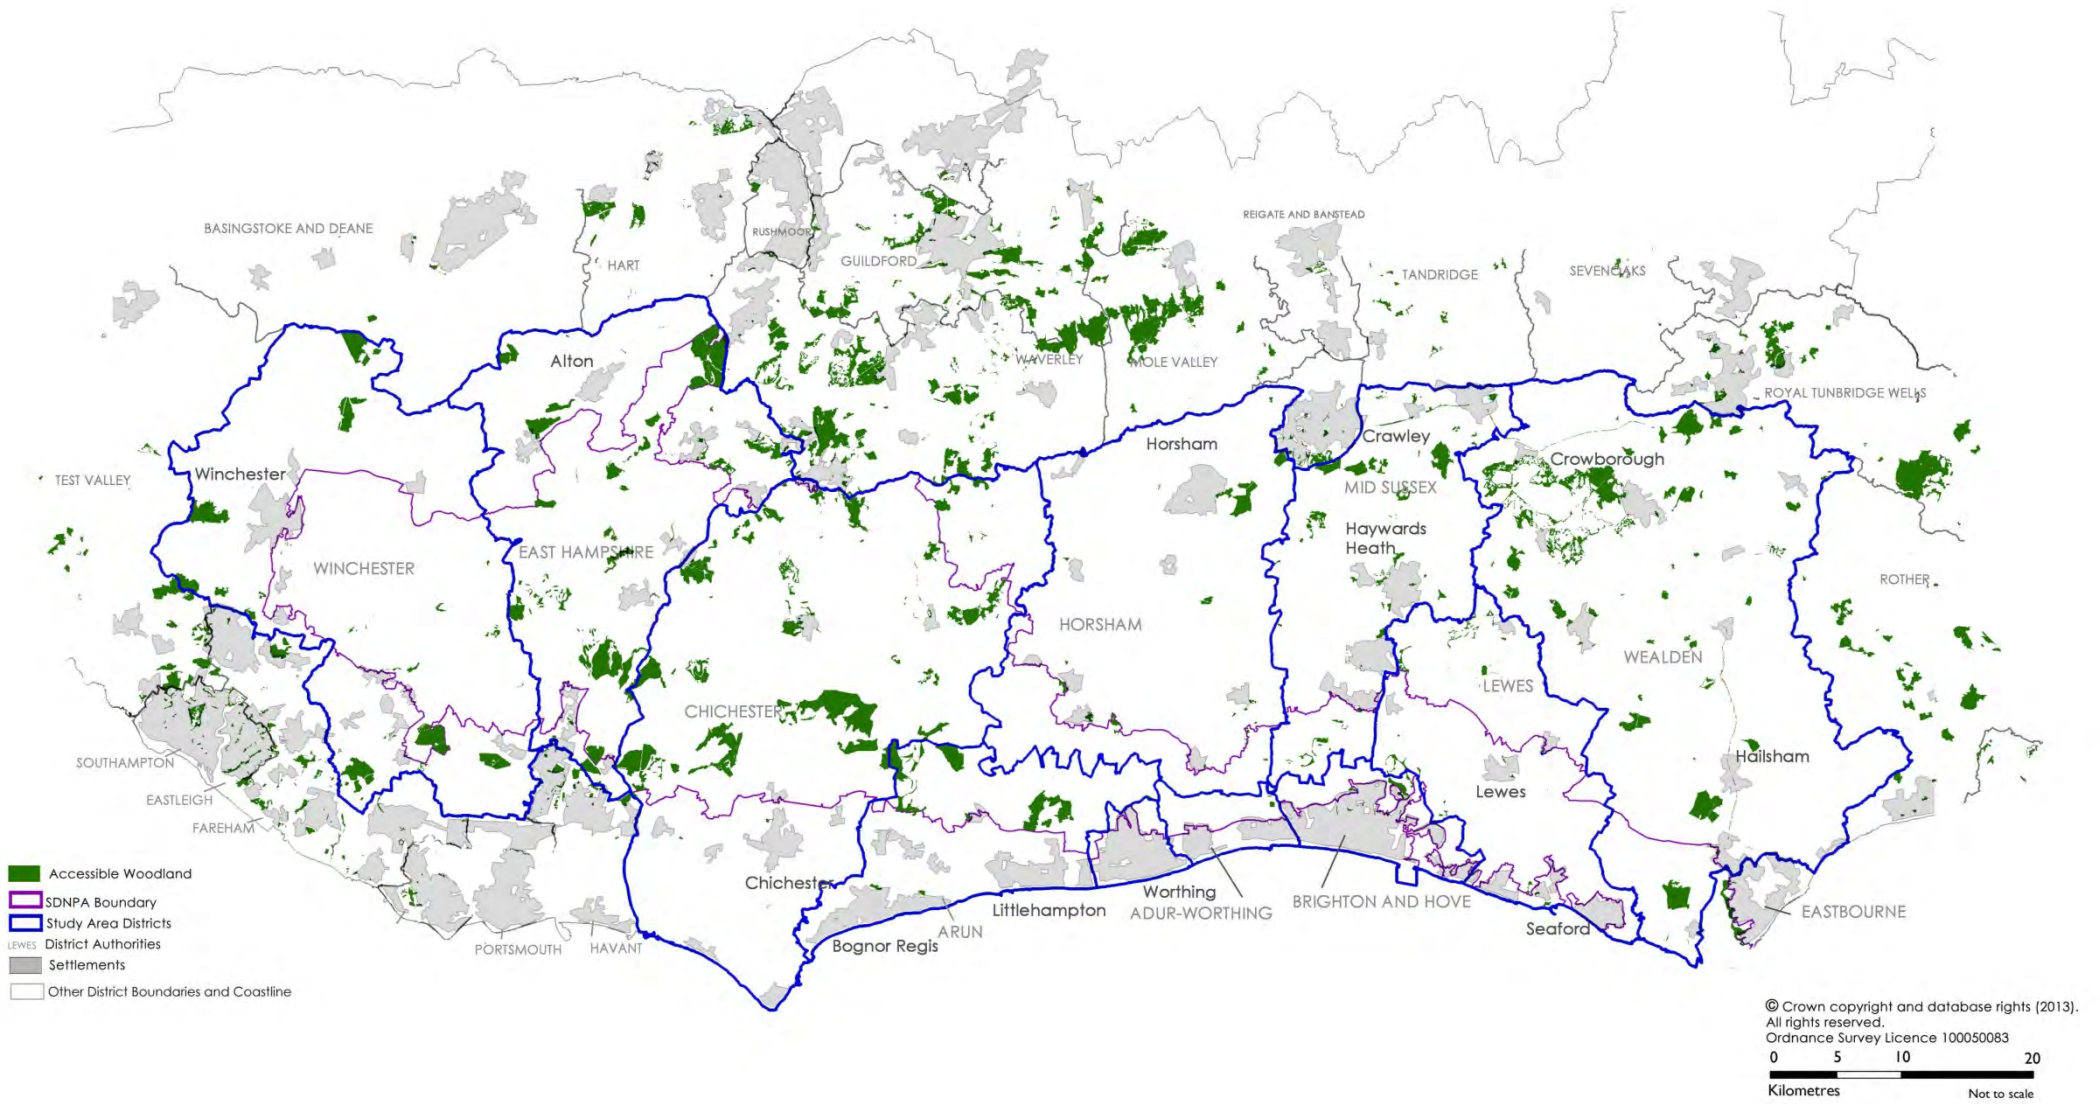 BASINGSTOKE AND DEANE
HART
RUSHMOOR
GUILDFORD
REIGATE AND BANSTEAD
TANDRIDGE
SEVENOAKS
Alton
WAVERLEY
MOLE VALLEY
ROYAL TUNBRIDGE WELLS
TEST VALLEY
Winchester
Horsham
Crawley
Crowborough
MID SUSSEX
Haywards
Heath
WINCHESTER
EAST HAMPSHIRE
HORSHAM
ROTHER
WEALDEN
LEWES
CHICHESTER
SOUTHAMPTON
EASTLEIGH
FAREHAM
Hailsham
Lewes
Chichester
Littlehampton
Worthing
ADUR-WORTHING
BRIGHTON AND HOVE
EASTBOURNE
Seaford
ARUN
Bognor Regis
PORTSMOUTH
HAVANT
Accessible Woodland
SDNPA Boundary
Study Area Districts
LEWES District Authorities
Settlements
Other District Boundaries and Coastline
© Crown copyright and database rights (2013).
All rights reserved.
Ordnance Survey Licence 100050083
0 5 10 20
Kilometres Not to scale